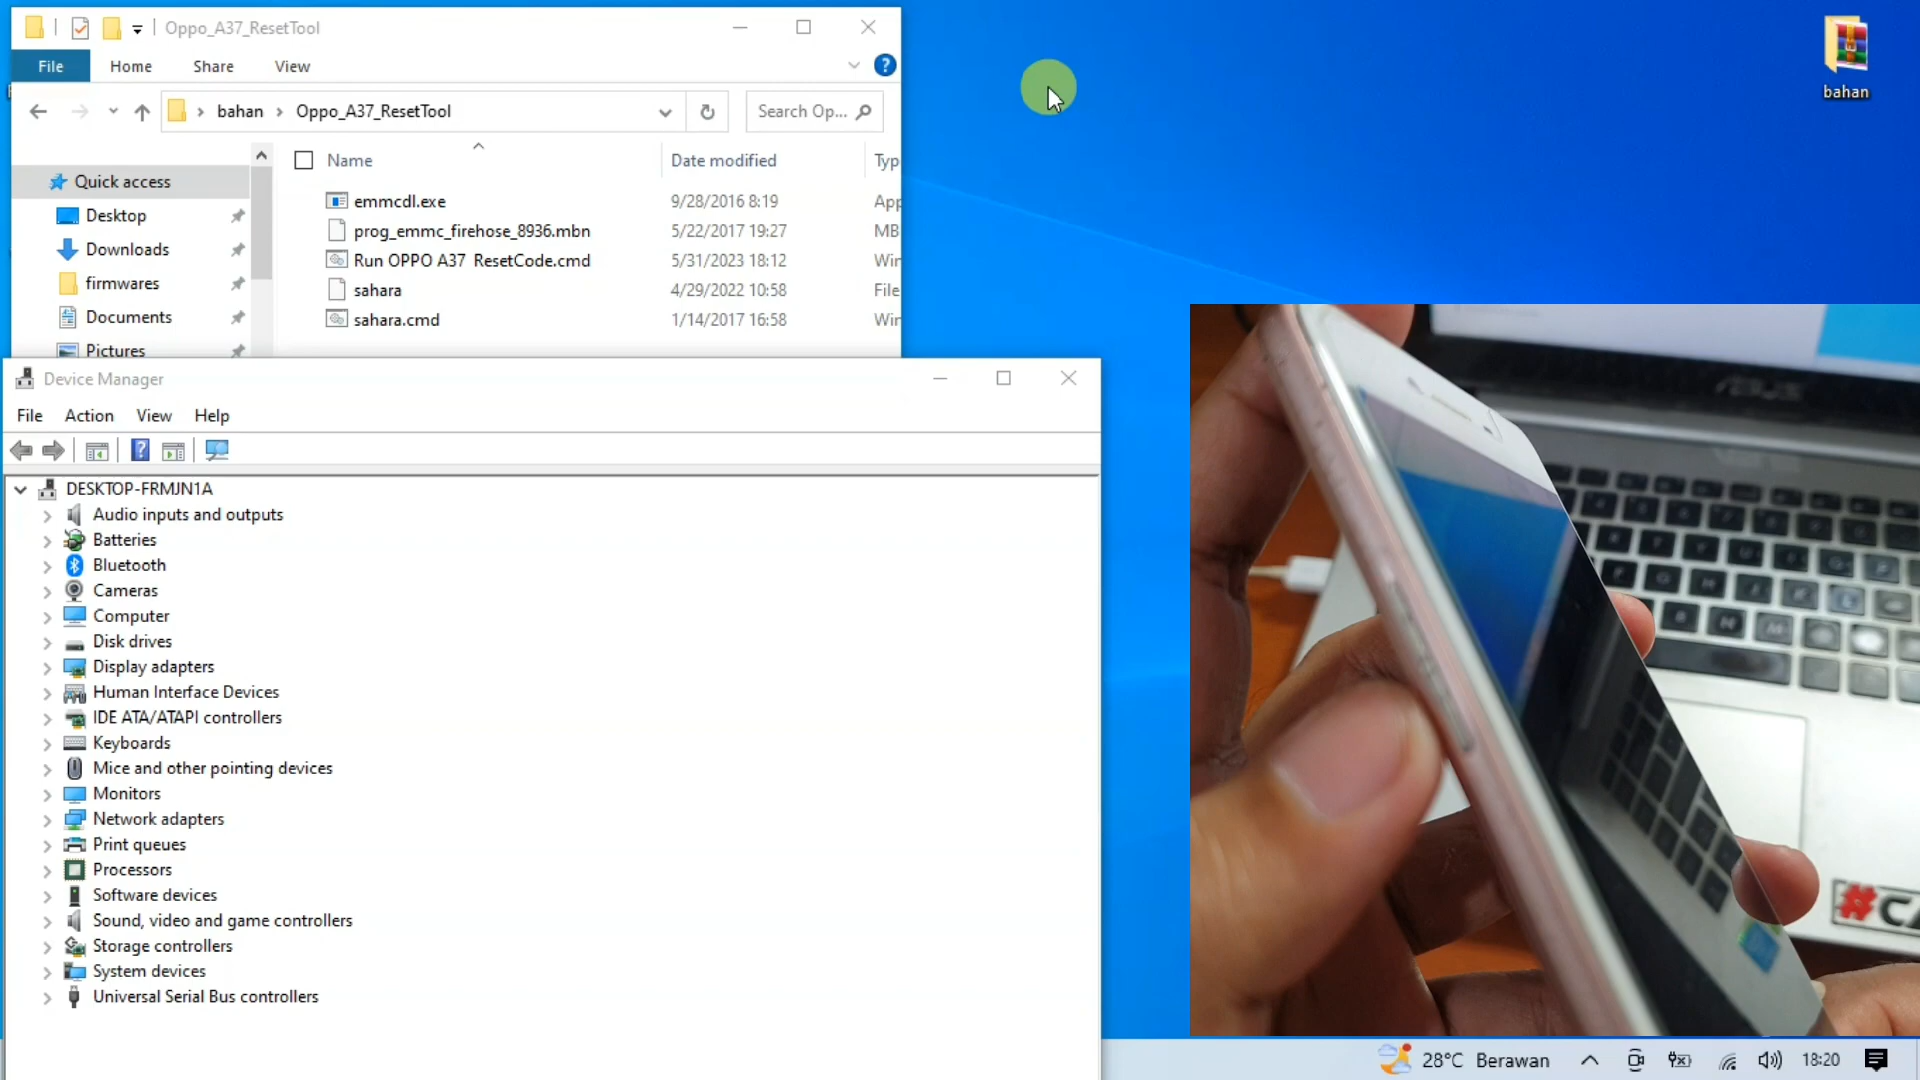 Oppo_A37_ResetTool
File Home Share View
bahan Oppo_A37_ResetTool
Search Op...
Name Date modified Typ
Quick access
Desktop
Downloads
firmwares
Documents
Pictures
emmcdl.exe 9/28/2016 8:19 App
prog_emmc_firehose_8936.mbn 5/22/2017 19:27 MB
Run OPPO A37 ResetCode.cmd 5/31/2023 18:12 Win
sahara 4/29/2022 10:58 File
sahara.cmd 1/14/2017 16:58 Win
Device Manager
File Action View Help
DESKTOP-FRMJN1A
Audio inputs and outputs
Batteries
Bluetooth
Cameras
Computer
Disk drives
Display adapters
Human Interface Devices
IDE ATA/ATAPI controllers
Keyboards
Mice and other pointing devices
Monitors
Network adapters
Print queues
Processors
Software devices
Sound, video and game controllers
Storage controllers
System devices
Universal Serial Bus controllers
bahan
ASUS
#CA
28°C Berawan 18:20